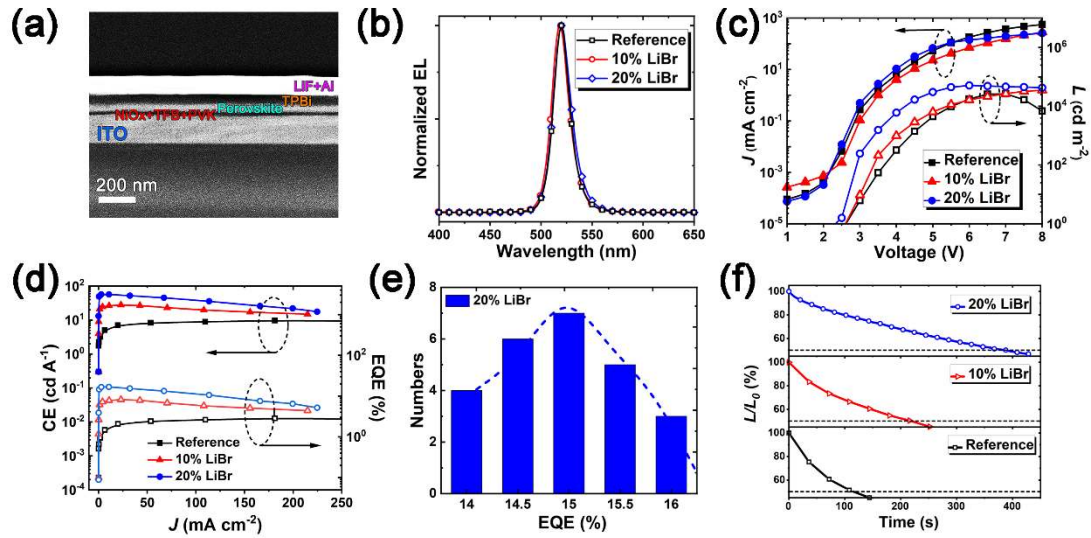 (a)
LiF+Al
TPBi
Perovskite
NiOx+TFB+PVK
ITO
200 nm
(b)
Normalized EL
Reference
10% LiBr
20% LiBr
400 450 500 550 600 650
Wavelength (nm)
(c)
J (mA cm⁻²)
10³
10¹
10⁻¹
10⁻³
10⁻⁵
L (cd m⁻²)
10⁶
10⁴
10²
10⁰
Reference
10% LiBr
20% LiBr
1 2 3 4 5 6 7 8
Voltage (V)
(d)
CE (cd A⁻¹)
10²
10¹
10⁰
10⁻¹
10⁻²
10⁻³
10⁻⁴
EQE (%)
10²
10⁰
Reference
10% LiBr
20% LiBr
0 50 100 150 200 250
J (mA cm⁻²)
(e)
Numbers
8
6
4
2
0
20% LiBr
14 14.5 15 15.5 16
EQE (%)
(f)
L/L₀ (%)
100
80
60
20% LiBr
100
80
60
10% LiBr
100
80
60
Reference
0 100 200 300 400
Time (s)